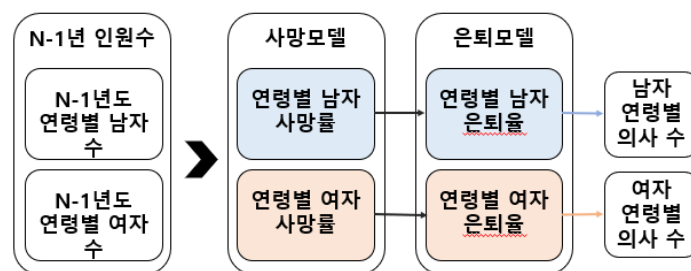 N-1년 인원수
N-1년도
연령별 남자
수
N-1년도
연령별 여자
수
사망모델
연령별 남자
사망률
연령별 여자
사망률
은퇴모델
연령별 남자
은퇴율
연령별 여자
은퇴율
남자
연령별
의사 수
여자
연령별
의사 수